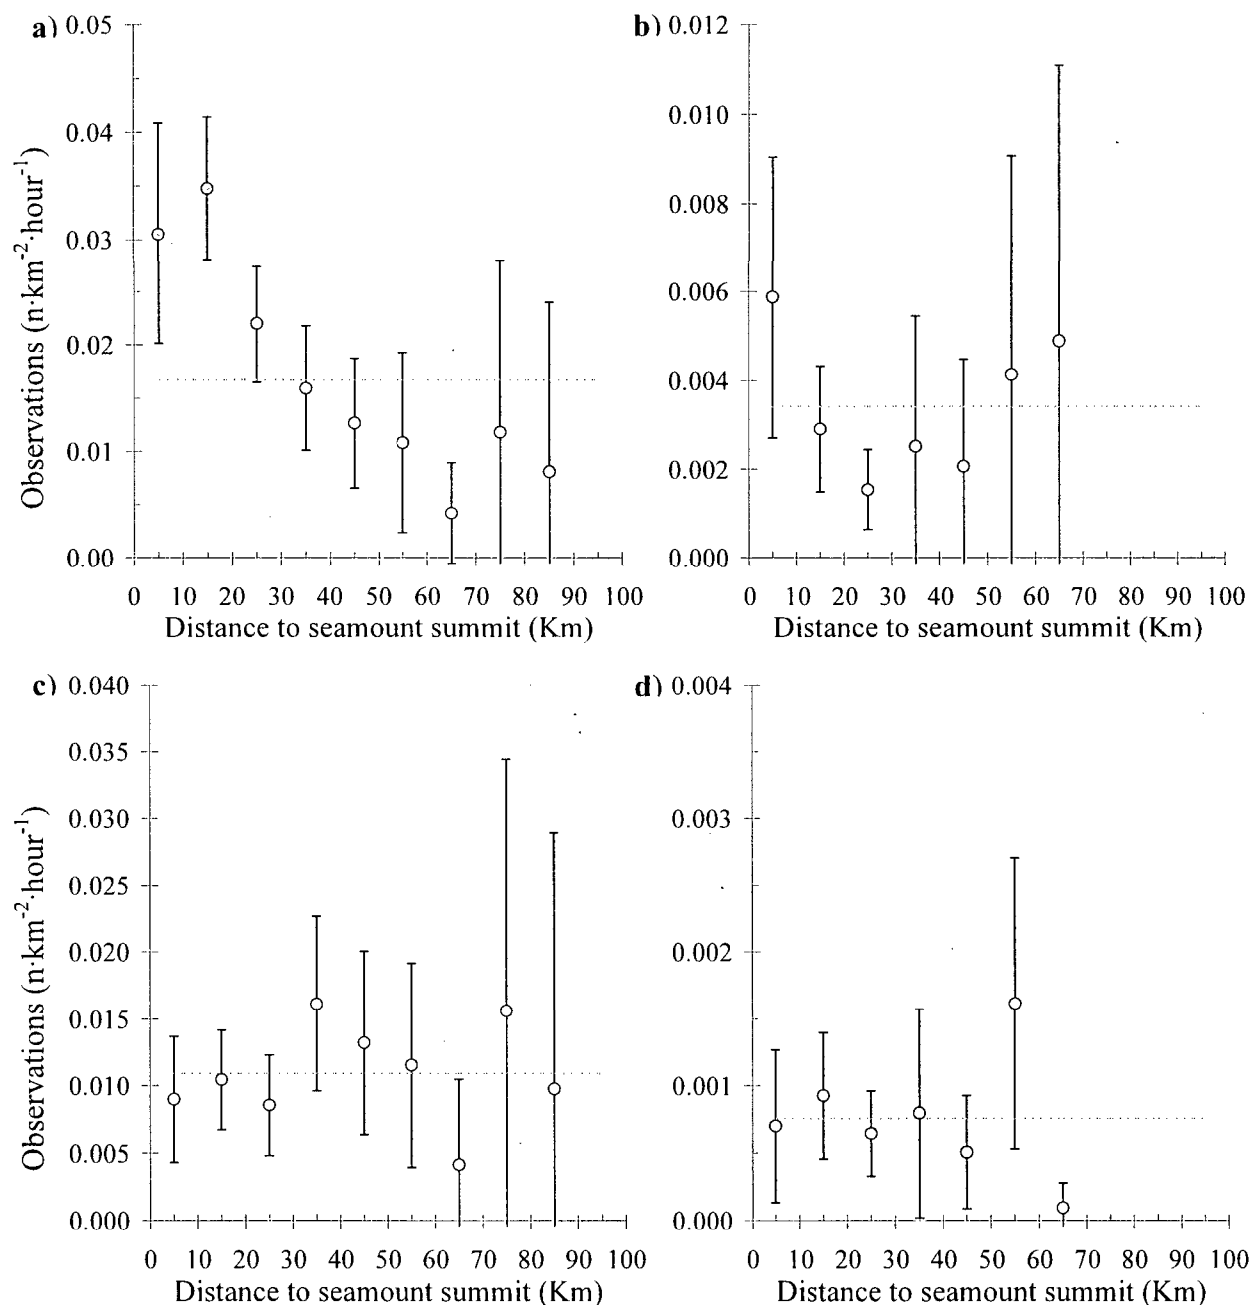 a) 0.05
0.04
0.03
0.02
0.01
0.00
Observations (n·km⁻²·hour⁻¹)
0 10 20 30 40 50 60 70 80 90 100
Distance to seamount summit (Km)
b) 0.012
0.010
0.008
0.006
0.004
0.002
0.000
0 10 20 30 40 50 60 70 80 90 100
Distance to seamount summit (Km)
c) 0.040
0.035
0.030
0.025
0.020
0.015
0.010
0.005
0.000
Observations (n·km⁻²·hour⁻¹)
0 10 20 30 40 50 60 70 80 90 100
Distance to seamount summit (Km)
d) 0.004
0.003
0.002
0.001
0.000
0 10 20 30 40 50 60 70 80 90 100
Distance to seamount summit (Km)